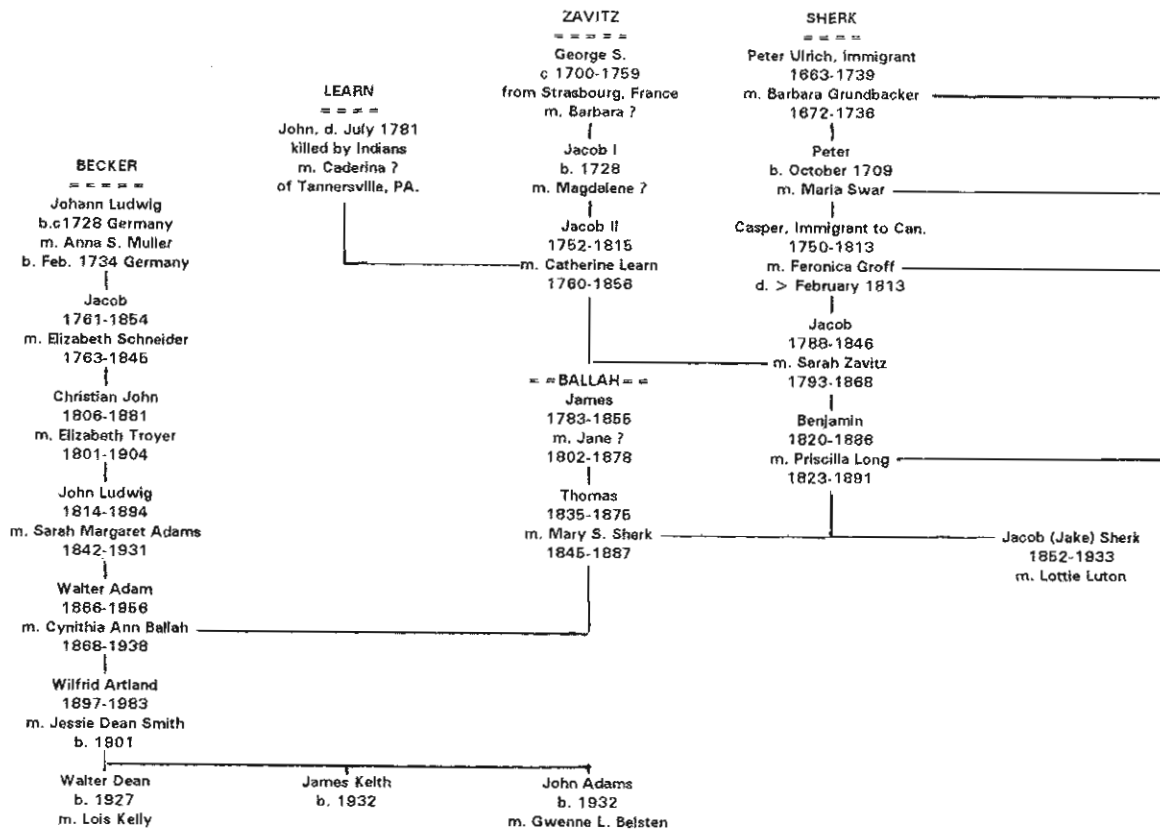 BECKER
=====
Johann Ludwig
b.c1728 Germany
m. Anna S. Muller
b. Feb. 1734 Germany
Jacob
1761-1854
m. Elizabeth Schneider
1763-1845
Christian John
1806-1881
m. Elizabeth Troyer
1801-1904
John Ludwig
1814-1894
m. Sarah Margaret Adams
1842-1931
Walter Adam
1866-1956
m. Cynithia Ann Ballah
1868-1938
Wilfrid Artland
1897-1983
m. Jessie Dean Smith
b. 1901
Walter Dean
b. 1927
m. Lois Kelly
James Keith
b. 1932
John Adams
b. 1932
m. Gwenne L. Belsten
LEARN
====
John, d. July 1781
killed by Indians
m. Caderina ?
of Tannersville, PA.
ZAVITZ
=====
George S.
c 1700-1759
from Strasbourg, France
m. Barbara ?
Jacob I
b. 1728
m. Magdalene ?
Jacob II
1752-1815
m. Catherine Learn
1760-1856
==BALLAH==
James
1783-1855
m. Jane ?
1802-1878
Thomas
1835-1875
m. Mary S. Sherk
1845-1887
SHERK
====
Peter Ulrich, Immigrant
1663-1739
m. Barbara Grundbacker
1672-1736
Peter
b. October 1709
m. Maria Swar
Casper, Immigrant to Can.
1750-1813
m. Feronica Groff
d. > February 1813
Jacob
1788-1846
m. Sarah Zavitz
1793-1868
Benjamin
1820-1886
m. Priscilla Long
1823-1891
Jacob (Jake) Sherk
1852-1933
m. Lottie Luton